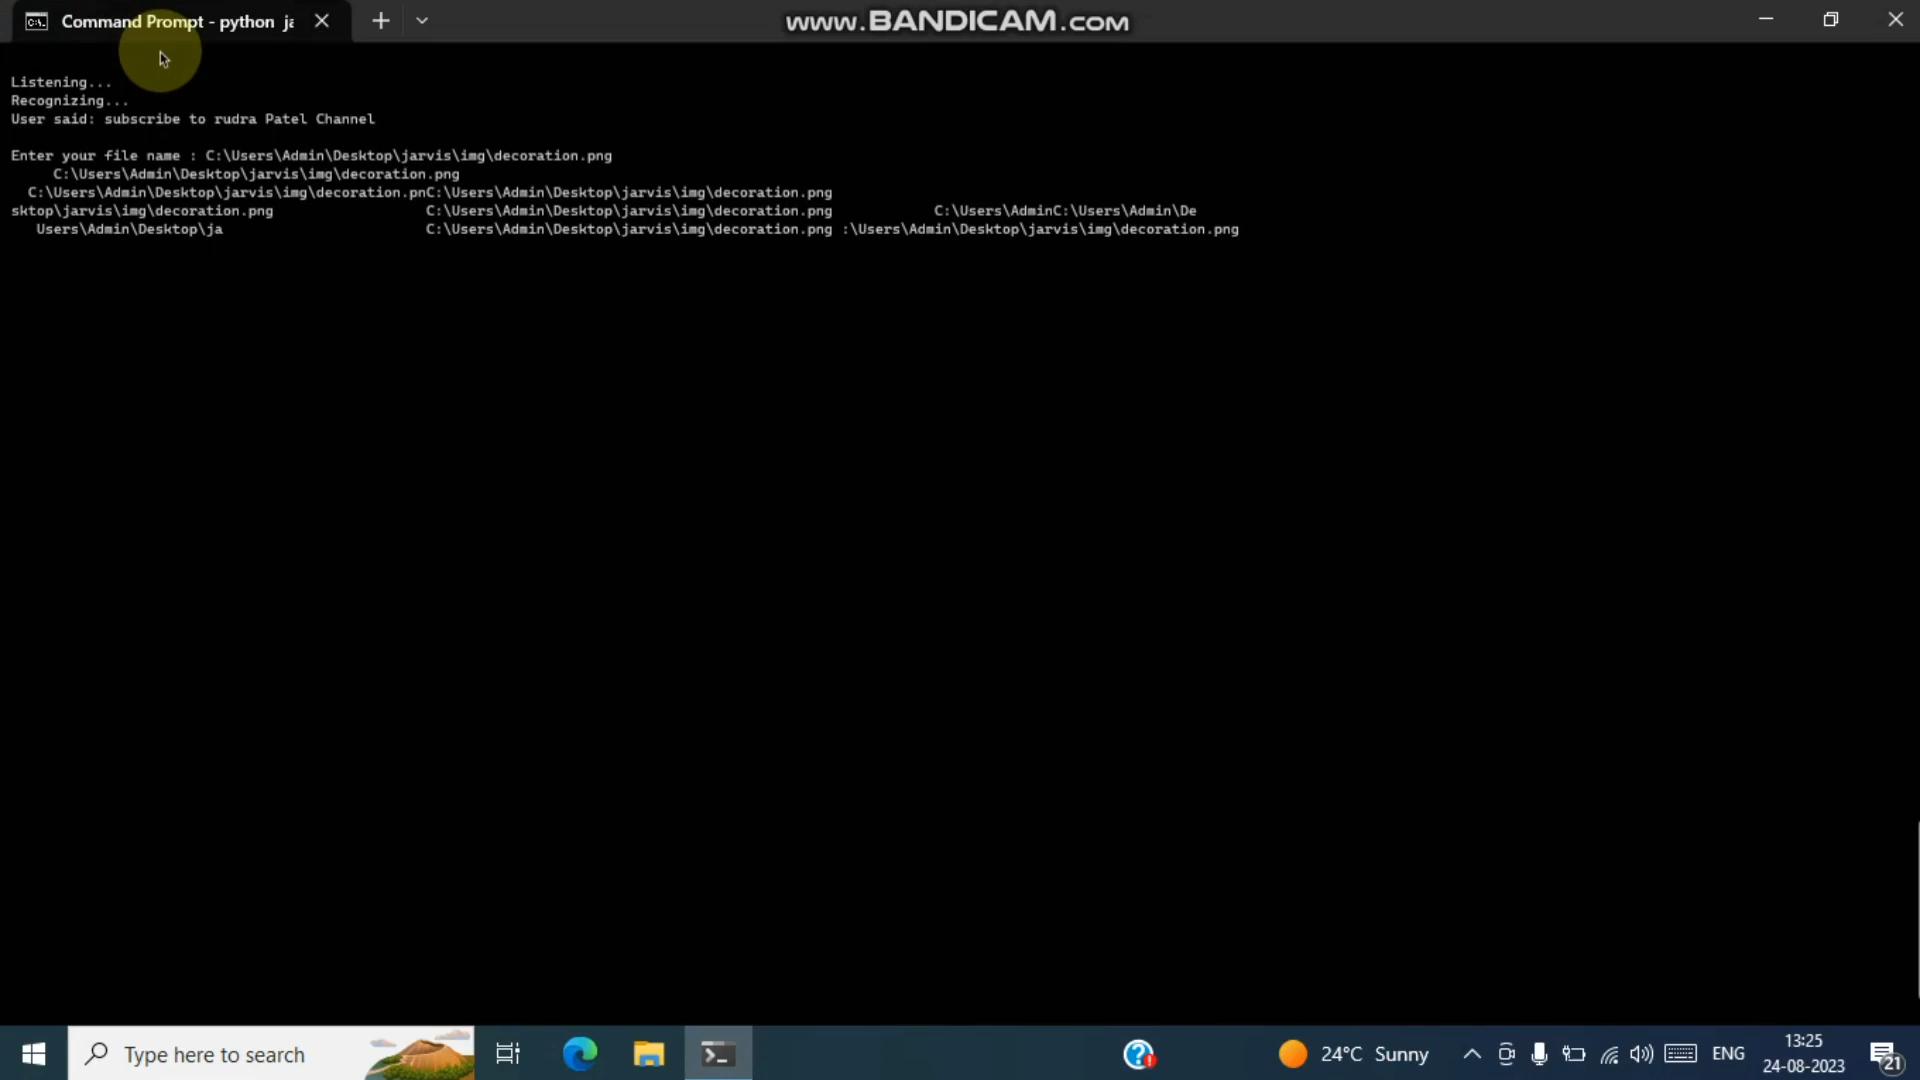 Command Prompt - python ja
www.BANDICAM.com
Listening...
Recognizing...
User said: subscribe to rudra Patel Channel
Enter your file name : C:\Users\Admin\Desktop\jarvis\img\decoration.png
C:\Users\Admin\Desktop\jarvis\img\decoration.png
C:\Users\Admin\Desktop\jarvis\img\decoration.pnC:\Users\Admin\Desktop\jarvis\img\decoration.png
sktop\jarvis\img\decoration.png C:\Users\Admin\Desktop\jarvis\img\decoration.png C:\Users\AdminC:\Users\Admin\De
Users\Admin\Desktop\ja C:\Users\Admin\Desktop\jarvis\img\decoration.png :\Users\Admin\Desktop\jarvis\img\decoration.png
Type here to search
24°C Sunny
ENG
13:25
24-08-2023
21